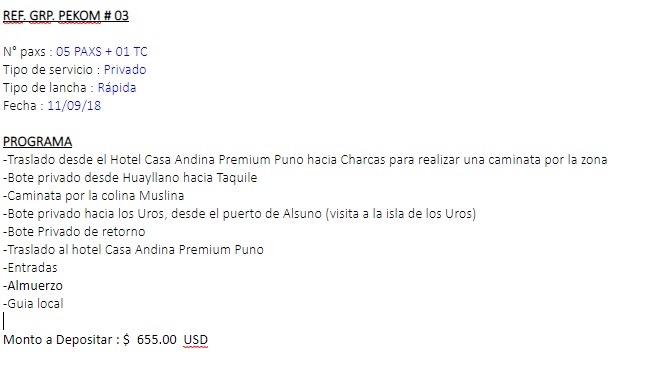 REF. GRP. PEKOM # 03
N° paxs : 05 PAXS + 01 TC
Tipo de servicio : Privado
Tipo de lancha : Rápida
Fecha : 11/09/18
PROGRAMA
-Traslado desde el Hotel Casa Andina Premium Puno hacia Charcas para realizar una caminata por la zona
-Bote privado desde Huayllano hacia Taquile
-Caminata por la colina Muslina
-Bote privado hacia los Uros, desde el puerto de Alsuno (visita a la isla de los Uros)
-Bote Privado de retorno
-Traslado al hotel Casa Andina Premium Puno
-Entradas
-Almuerzo
-Guia local
Monto a Depositar : $ 655.00 USD